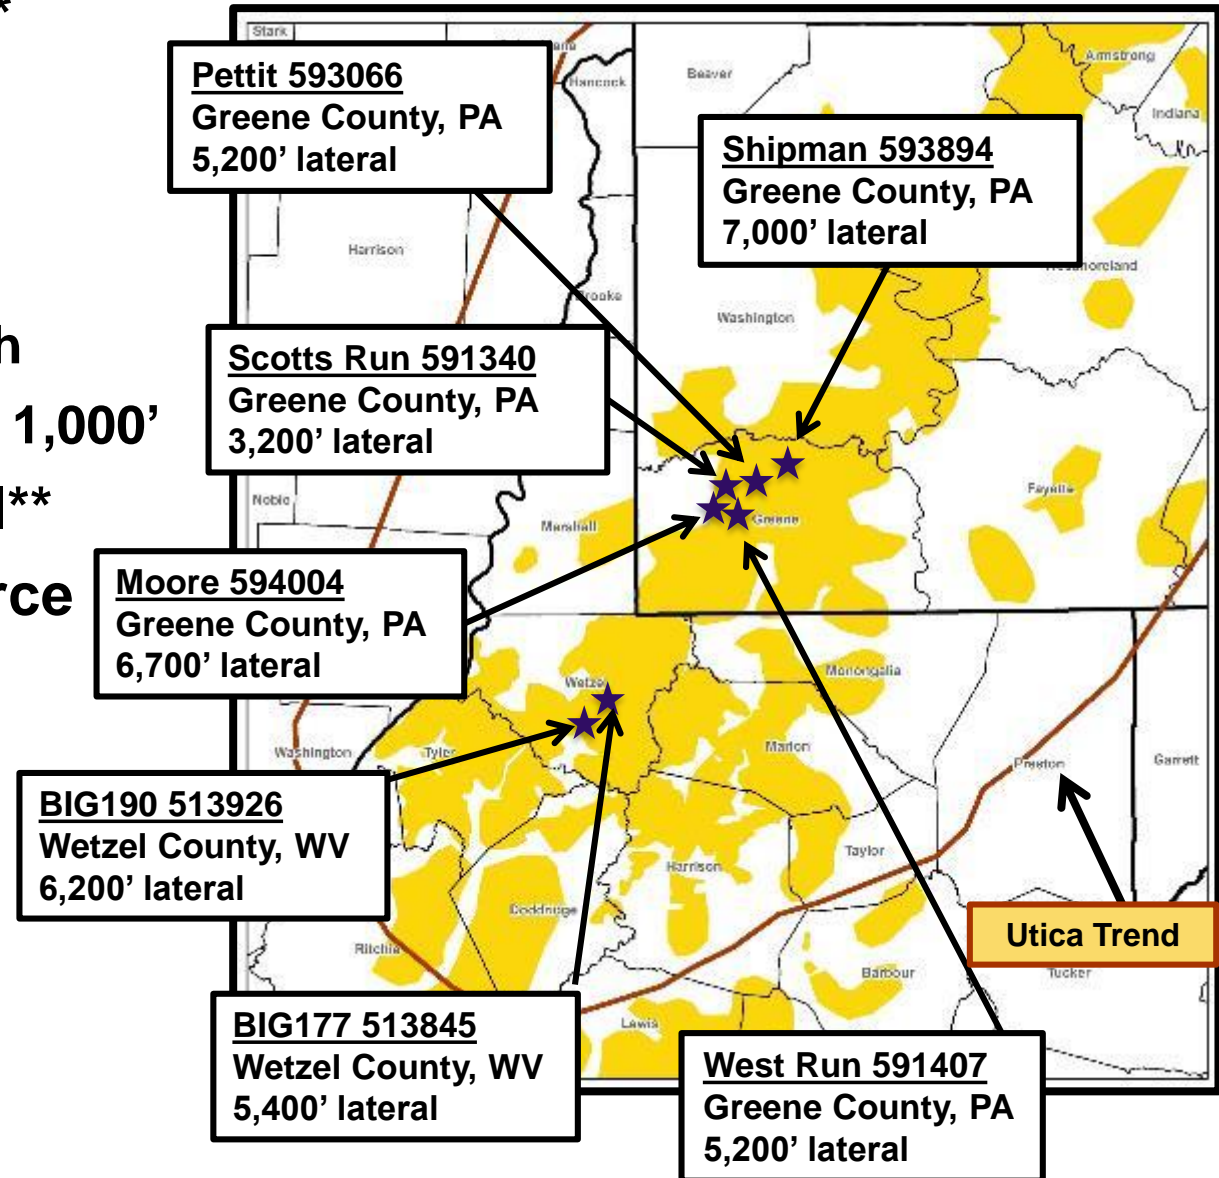 *
Stark
Hancock
Beaver
Armstrong
Indiana
Pettit 593066
Greene County, PA
5,200’ lateral
Shipman 593894
Greene County, PA
7,000’ lateral
Harrison
Brooke
Washington
Westmoreland
h
1,000’
l**
rce
Scotts Run 591340
Greene County, PA
3,200’ lateral
Noble
Marshall
Greene
Fayette
Moore 594004
Greene County, PA
6,700’ lateral
Wetzel
Monongalia
Washington
Tyler
Marion
Preston
Garrett
BIG190 513926
Wetzel County, WV
6,200’ lateral
Harrison
Taylor
Doddridge
Ritchie
Utica Trend
Barbour
Tucker
Lewis
BIG177 513845
Wetzel County, WV
5,400’ lateral
West Run 591407
Greene County, PA
5,200’ lateral